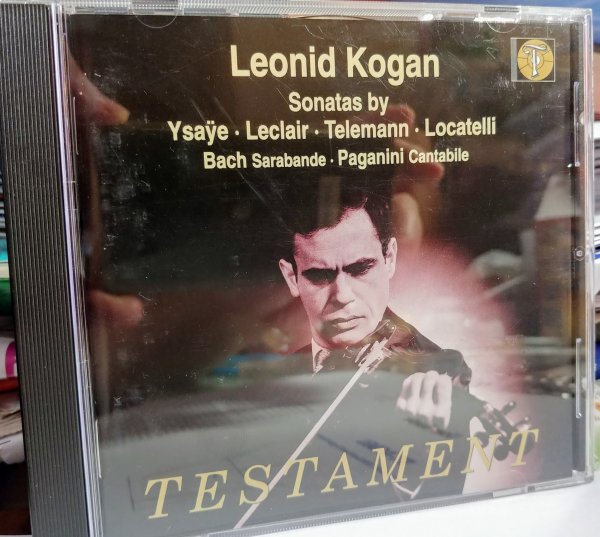 Leonid Kogan
Sonatas by
Ysaÿe · Leclair · Telemann · Locatelli
Bach Sarabande · Paganini Cantabile
TESTAMENT